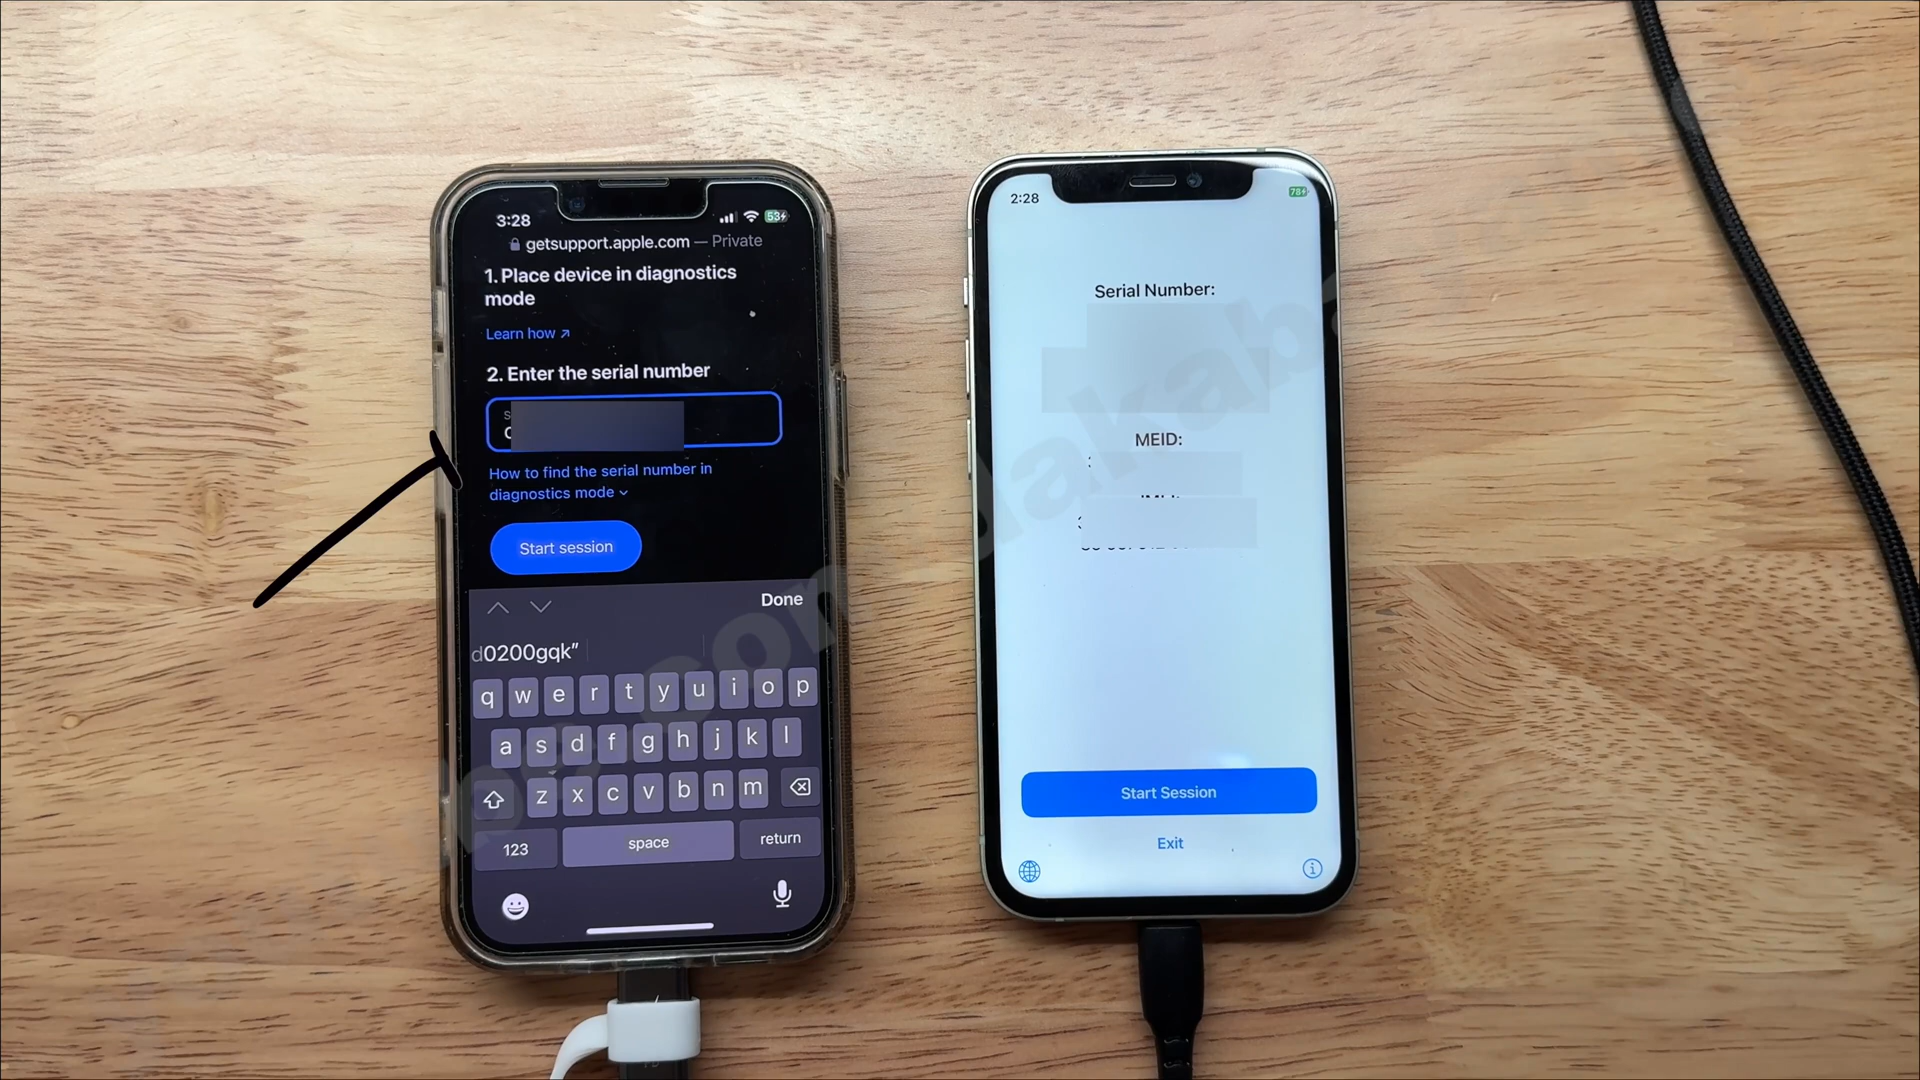 3:28
53
getsupport.apple.com — Private
1. Place device in diagnostics
mode
Learn how ↗
2. Enter the serial number
How to find the serial number in
diagnostics mode
Start session
Done
d0200gqk”
q w e r t y u i o p
a s d f g h j k l
z x c v b n m
123 space return
2:28
78
Serial Number:
MEID:
Start Session
Exit